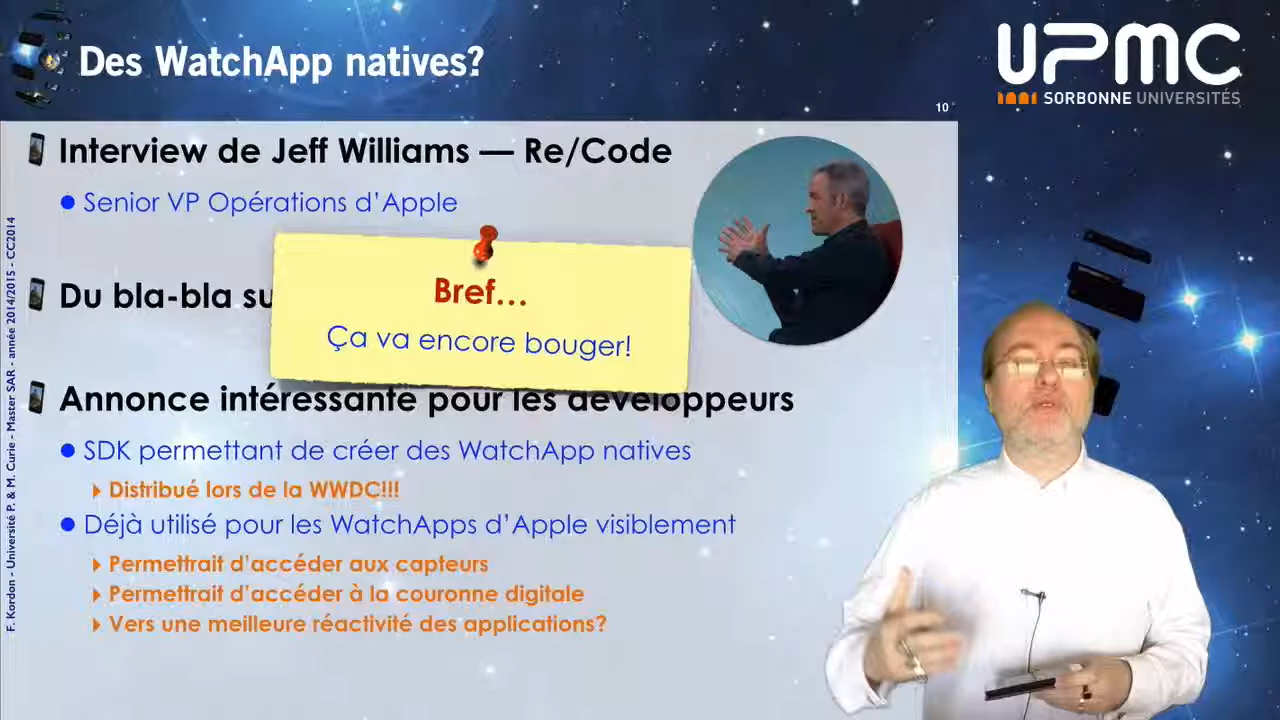 Des WatchApp natives?
UPMC
SORBONNE UNIVERSITÉS
10
Interview de Jeff Williams — Re/Code
Senior VP Opérations d'Apple
Bref...
Du bla-bla su
Ça va encore bouger!
Annonce intéressante pour les développeurs
SDK permettant de créer des WatchApp natives
Distribué lors de la WWDC!!!
Déjà utilisé pour les WatchApps d'Apple visiblement
Permettrait d'accéder aux capteurs
Permettrait d'accéder à la couronne digitale
Vers une meilleure réactivité des applications?
F. Kordon - Université P. & M. Curie - Master SAR - année 2014/2015 - CC2014